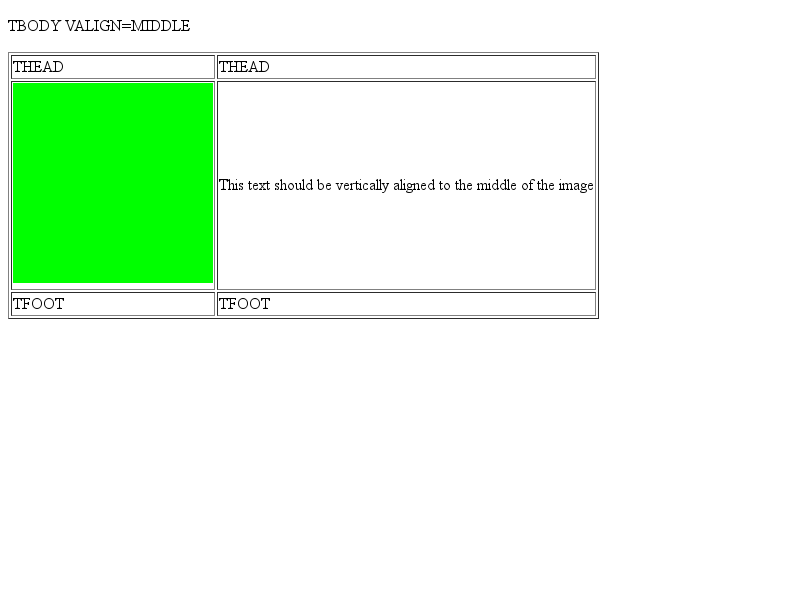 TBODY VALIGN=MIDDLE
THEAD THEAD
This text should be vertically aligned to the middle of the image
TFOOT TFOOT